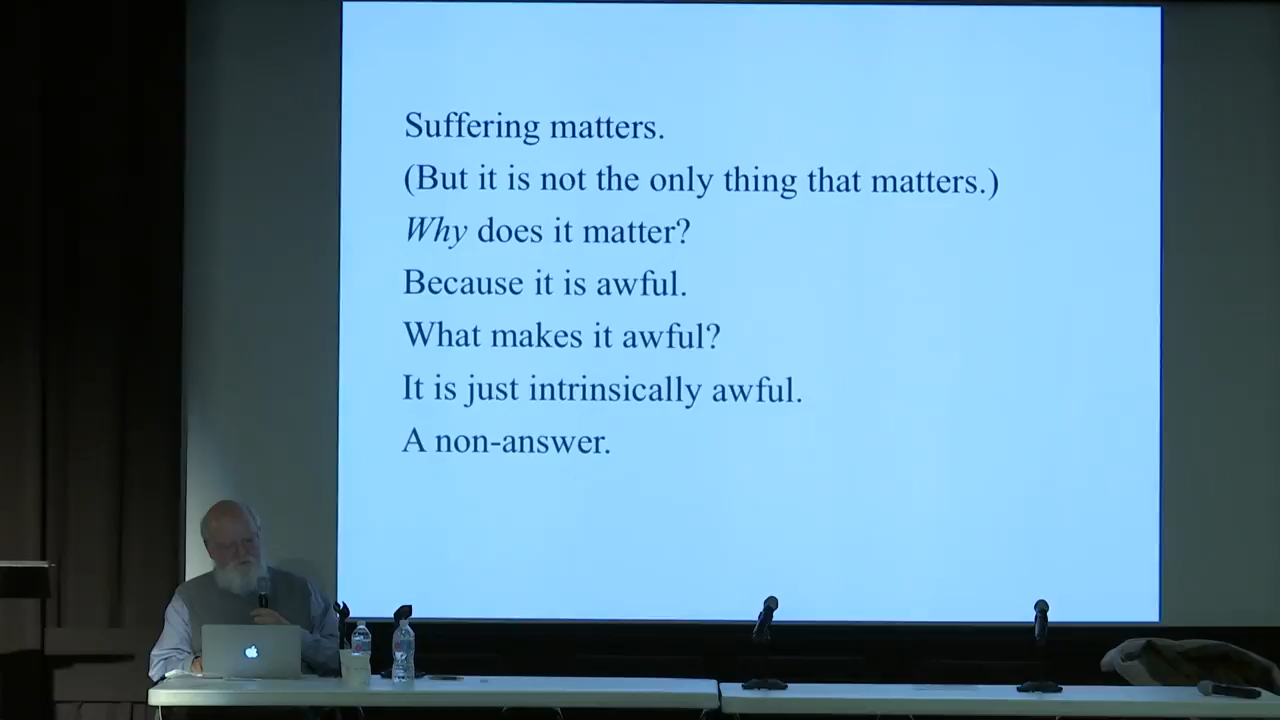 Suffering matters.
(But it is not the only thing that matters.)
Why does it matter?
Because it is awful.
What makes it awful?
It is just intrinsically awful.
A non-answer.